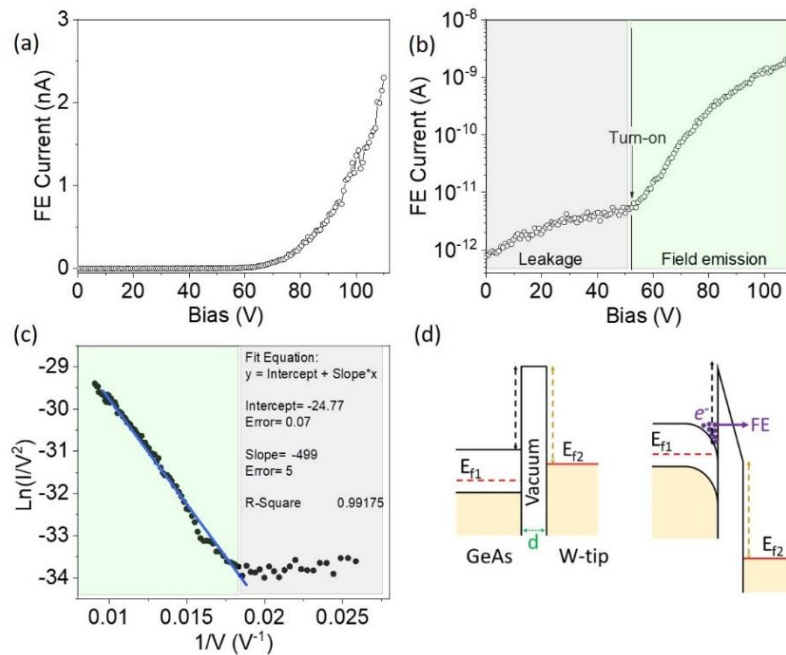 (a)
FE Current (nA)
3
2
1
0
0 20 40 60 80 100
Bias (V)
(b)
FE Current (A)
10⁻⁸
10⁻⁹
10⁻¹⁰
10⁻¹¹
10⁻¹²
Turn-on
Leakage
Field emission
0 20 40 60 80 100
Bias (V)
(c)
Ln(I/V²)
-29
-30
-31
-32
-33
-34
Fit Equation:
y = Intercept + Slope*x
Intercept= -24.77
Error= 0.07
Slope= -499
Error= 5
R-Square 0.99175
0.01 0.015 0.02 0.025
1/V (V⁻¹)
(d)
E_f1
Vacuum
E_f2
d
GeAs W-tip
e⁻
FE
E_f1
E_f2